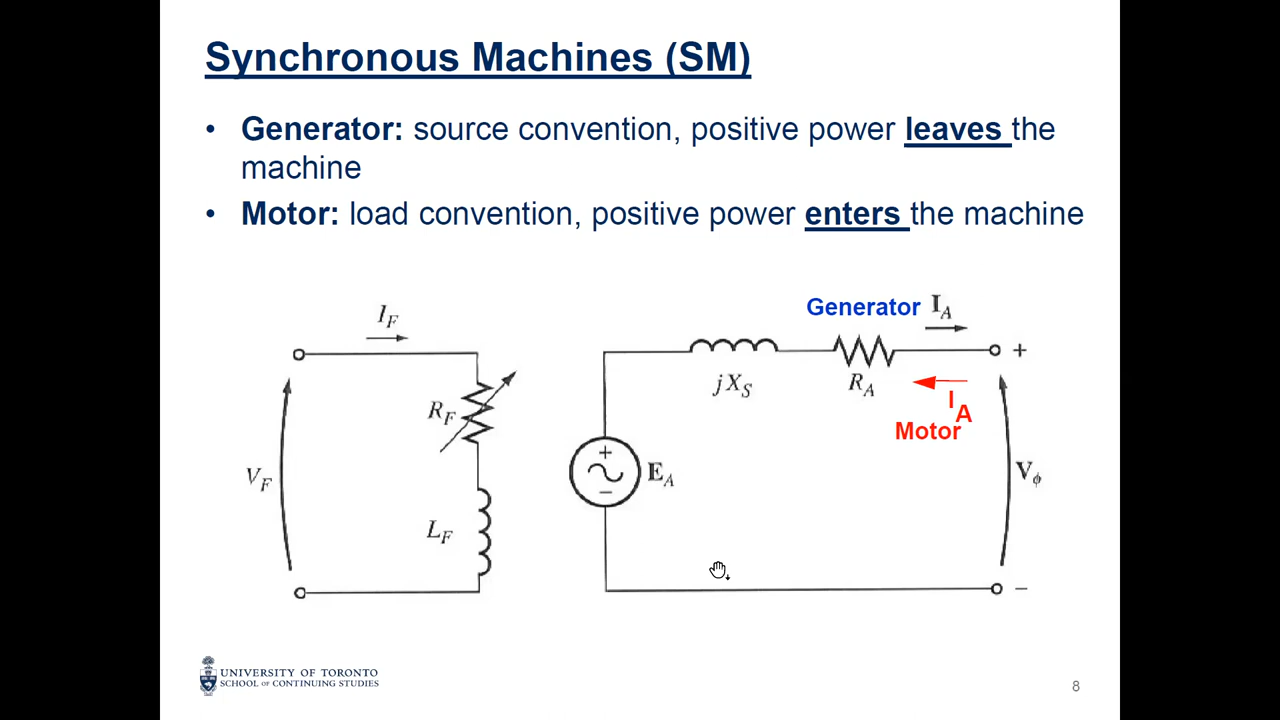 Synchronous Machines (SM)
• Generator: source convention, positive power leaves the
machine
• Motor: load convention, positive power enters the machine
Generator I_A
I_F
+
jX_S
R_A
I_A
Motor
R_F
V_F
+
E_A
−
V_ϕ
L_F
−
UNIVERSITY OF TORONTO
SCHOOL OF CONTINUING STUDIES
8